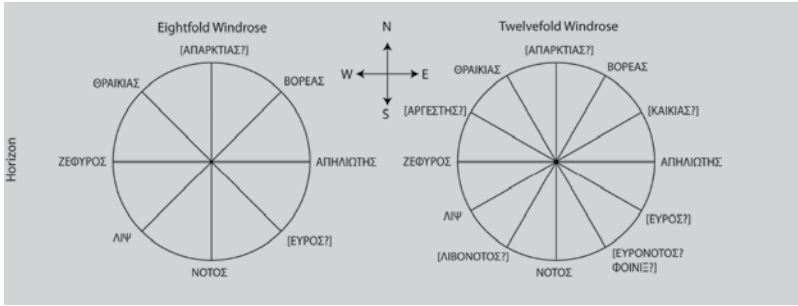 Eightfold Windrose
[ΑΠΑΡΚΤΙΑΣ?]
ΘΡΑΙΚΙΑΣ
ΒΟΡΕΑΣ
ΖΕΦΥΡΟΣ
ΑΠΗΛΙΩΤΗΣ
ΛΙΨ
[ΕΥΡΟΣ?]
ΝΟΤΟΣ
N
W
E
S
Twelvefold Windrose
[ΑΠΑΡΚΤΙΑΣ?]
ΘΡΑΙΚΙΑΣ
ΒΟΡΕΑΣ
[ΑΡΓΕΣΤΗΣ?]
[ΚΑΙΚΙΑΣ?]
ΖΕΦΥΡΟΣ
ΑΠΗΛΙΩΤΗΣ
ΛΙΨ
[ΕΥΡΟΣ?]
[ΛΙΒΟΝΟΤΟΣ?]
[ΕΥΡΟΝΟΤΟΣ?
ΦΟΙΝΙΞ?]
ΝΟΤΟΣ
Horizon